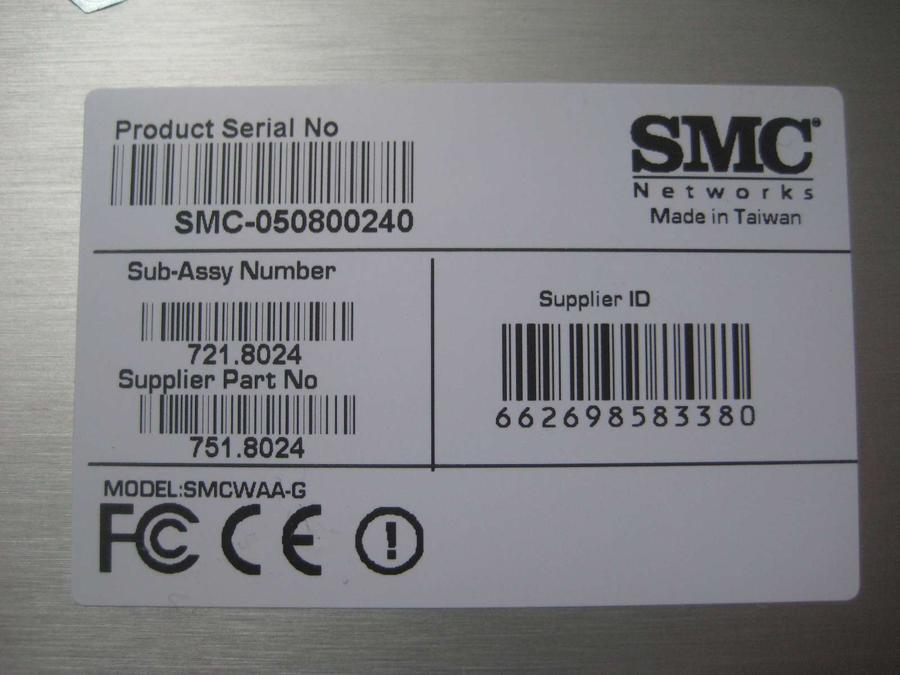 Product Serial No
SMC-050800240
SMC®
Networks
Made in Taiwan
Sub-Assy Number
721.8024
Supplier Part No
751.8024
Supplier ID
662698583380
MODEL:SMCWAA-G
FC CE